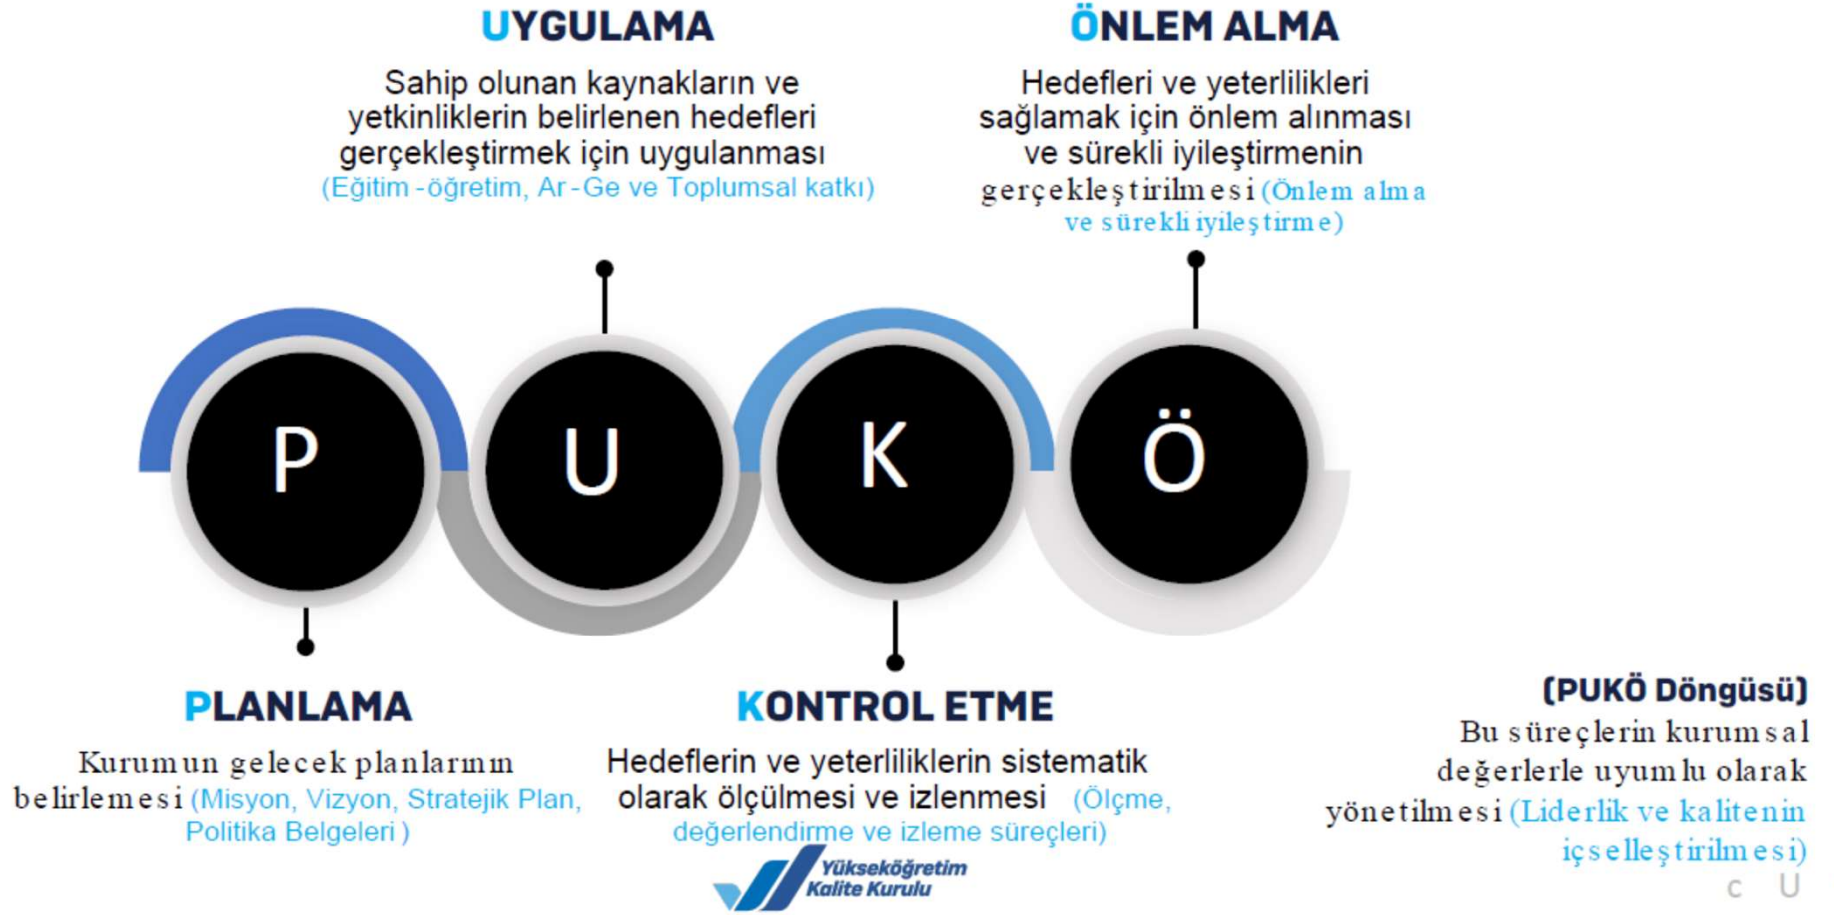 UYGULAMA
Sahip olunan kaynakların ve
yetkinliklerin belirlenen hedefleri
gerçekleştirmek için uygulanması
(Eğitim-öğretim, Ar-Ge ve Toplumsal katkı)
ÖNLEM ALMA
Hedefleri ve yeterlilikleri
sağlamak için önlem alınması
ve sürekli iyileştirmenin
gerçekleştirilmesi (Önlem alma
ve sürekli iyileştirme)
P
U
K
Ö
PLANLAMA
Kurumun gelecek planlarının
belirlemesi (Misyon, Vizyon, Stratejik Plan,
Politika Belgeleri)
KONTROL ETME
Hedeflerin ve yeterliliklerin sistematik
olarak ölçülmesi ve izlenmesi (Ölçme,
değerlendirme ve izleme süreçleri)
(PUKÖ Döngüsü)
Bu süreçlerin kurumsal
değerlerle uyumlu olarak
yönetilmesi (Liderlik ve kalitenin
içselleştirilmesi)
Yükseköğretim
Kalite Kurulu
c U